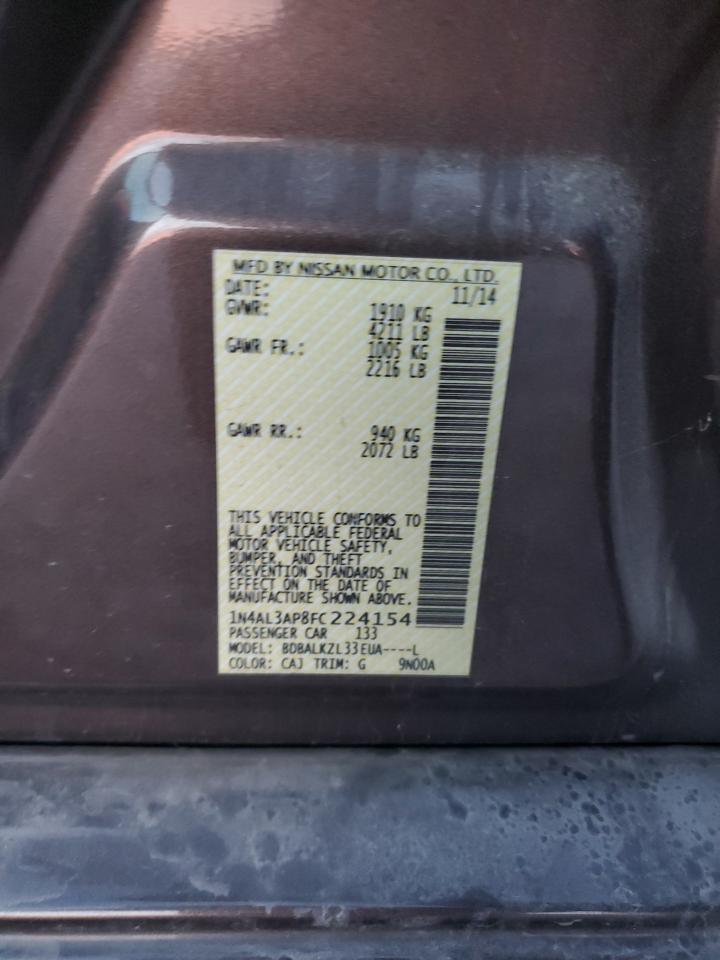 MFD BY NISSAN MOTOR CO., LTD.
DATE: 11/14
GVWR: 1910 KG
4211 LB
GAWR FR.: 1005 KG
2216 LB
GAWR RR.: 940 KG
2072 LB
THIS VEHICLE CONFORMS TO
ALL APPLICABLE FEDERAL
MOTOR VEHICLE SAFETY,
BUMPER, AND THEFT
PREVENTION STANDARDS IN
EFFECT ON THE DATE OF
MANUFACTURE SHOWN ABOVE.
1N4AL3AP8FC224154
PASSENGER CAR 133
MODEL: BDBALKZL33EUA----L
COLOR: CAJ TRIM: G 9N00A